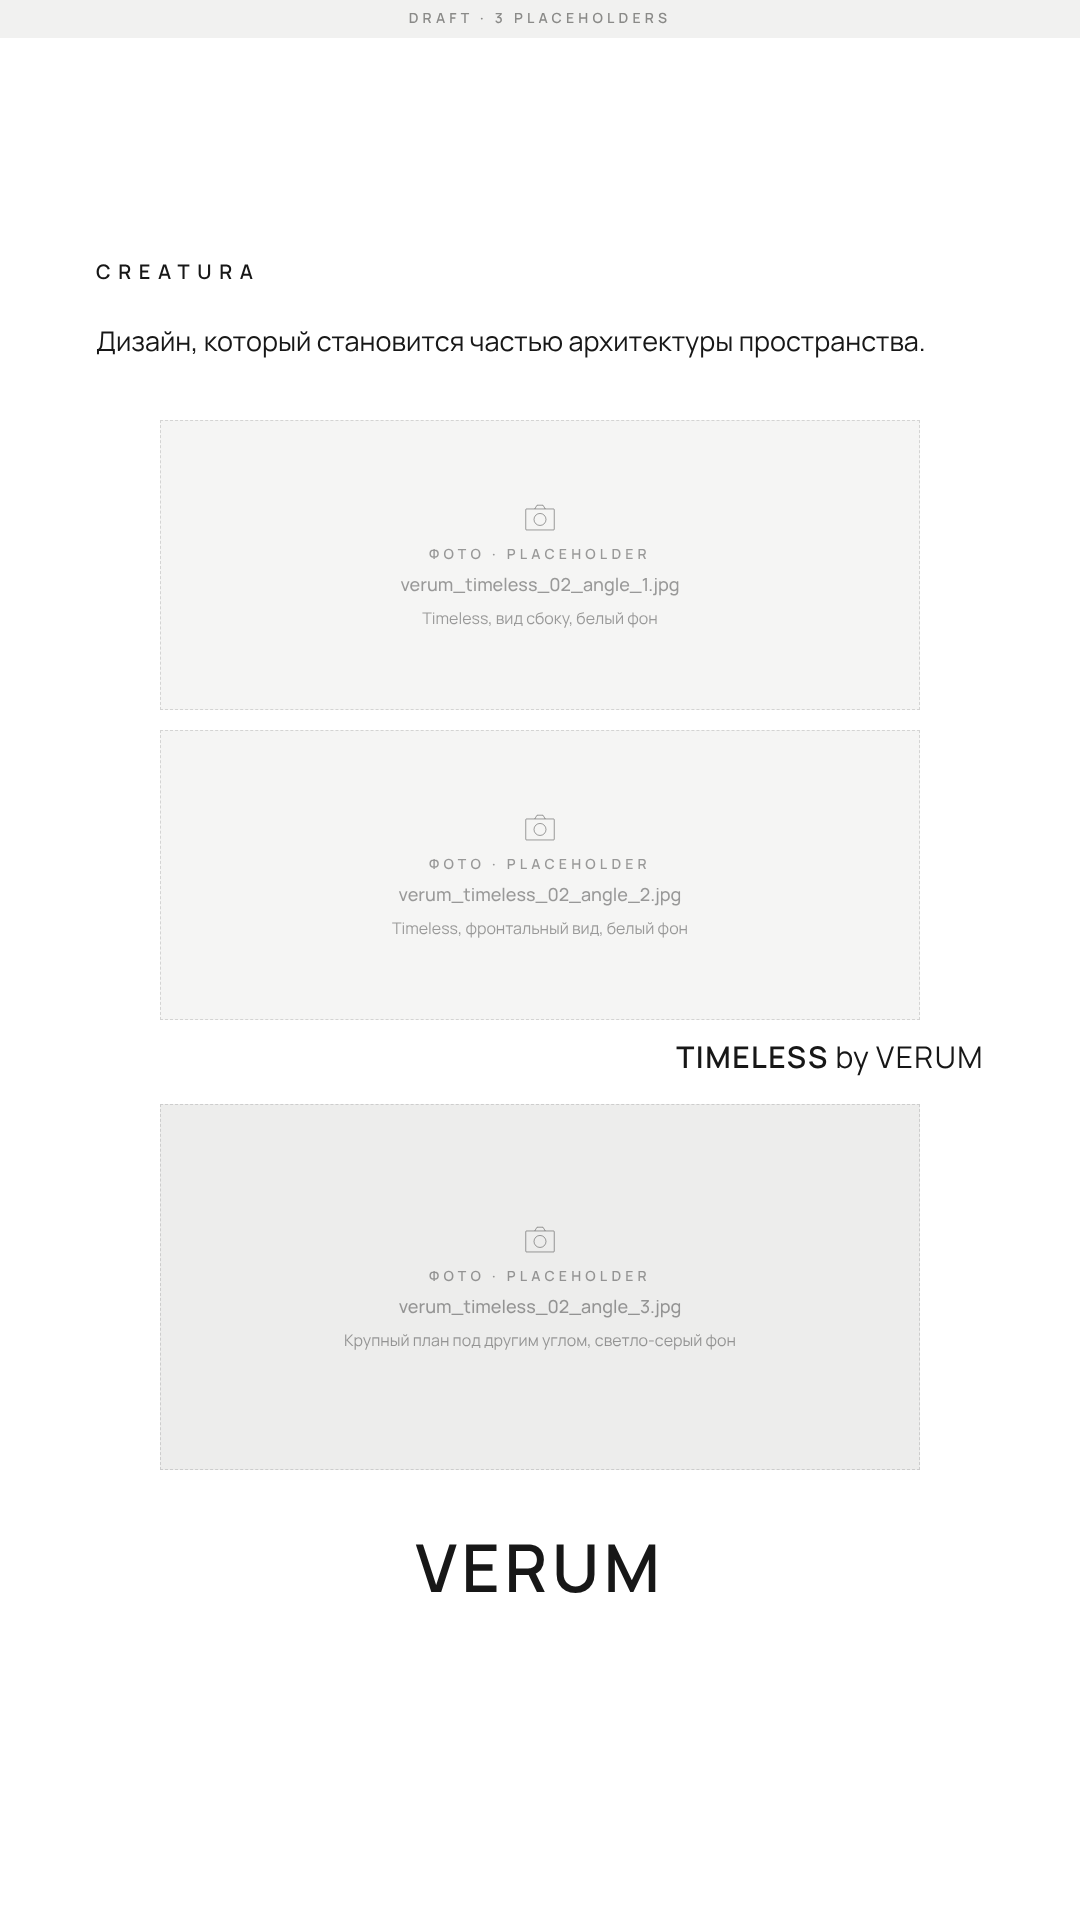 DRAFT · 3 PLACEHOLDERS
CREATURA
Дизайн, который становится частью архитектуры пространства.
ФОТО · PLACEHOLDER
verum_timeless_02_angle_1.jpg
Timeless, вид сбоку, белый фон
ФОТО · PLACEHOLDER
verum_timeless_02_angle_2.jpg
Timeless, фронтальный вид, белый фон
TIMELESS by VERUM
ФОТО · PLACEHOLDER
verum_timeless_02_angle_3.jpg
Крупный план под другим углом, светло-серый фон
VERUM